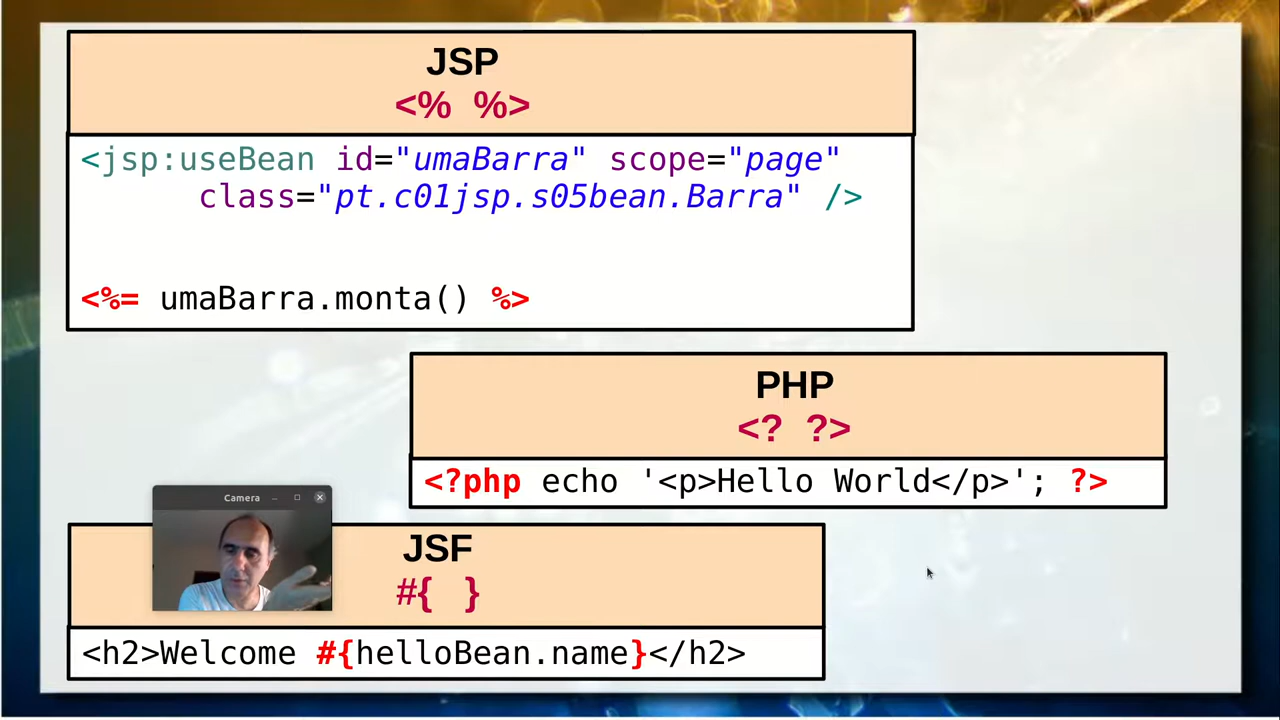 JSP
<% %>
<jsp:useBean id="umaBarra" scope="page"
class="pt.c01jsp.s05bean.Barra" />
<%= umaBarra.monta() %>
PHP
<? ?>
<?php echo '<p>Hello World</p>'; ?>
Camera
JSF
#{ }
<h2>Welcome #{helloBean.name}</h2>